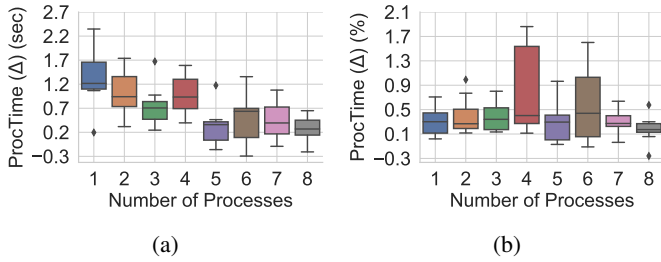 ProcTime (Δ) (sec)
2.7
2.2
1.7
1.2
0.7
0.2
−0.3
1 2 3 4 5 6 7 8
Number of Processes
(a)
ProcTime (Δ) (%)
2.1
1.7
1.3
0.9
0.5
0.1
−0.3
1 2 3 4 5 6 7 8
Number of Processes
(b)